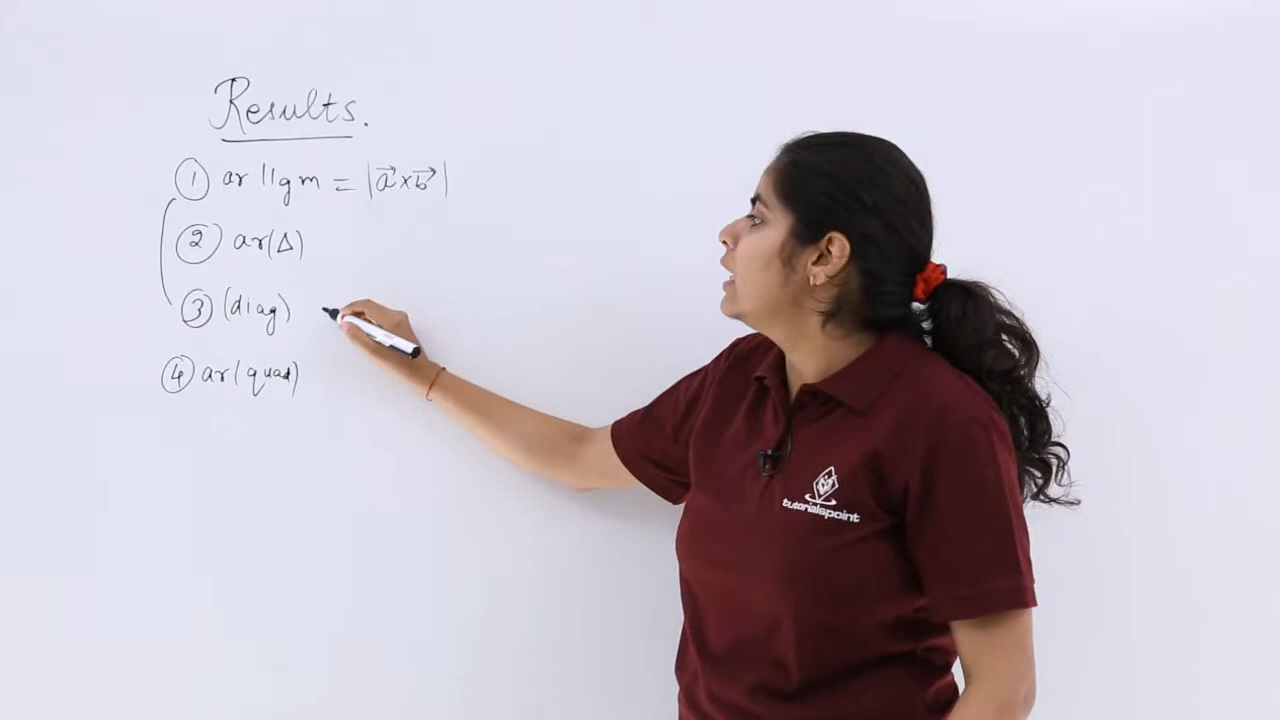 Results.
① ar ||gm = |a⃗ × b⃗|
② ar(Δ)
③ (diag)
④ ar(quad)
tutorialspoint